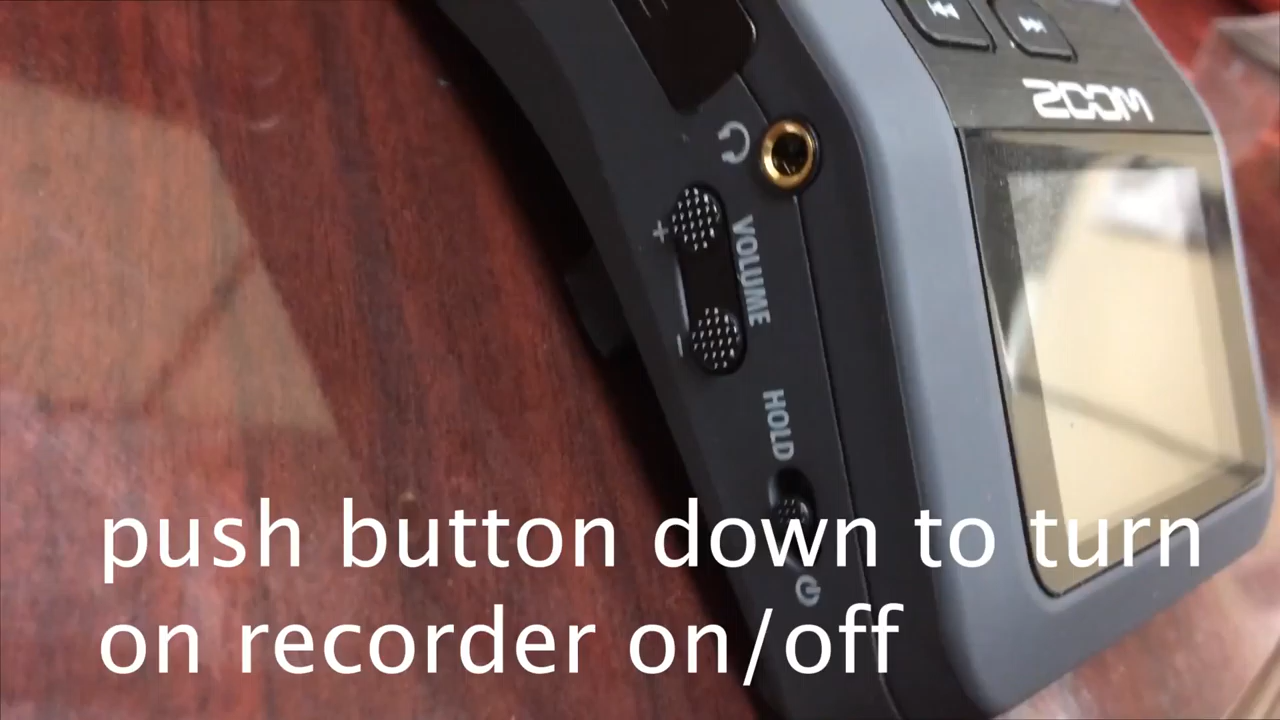 ZOOM
+
VOLUME
-
HOLD
push button down to turn
on recorder on/off